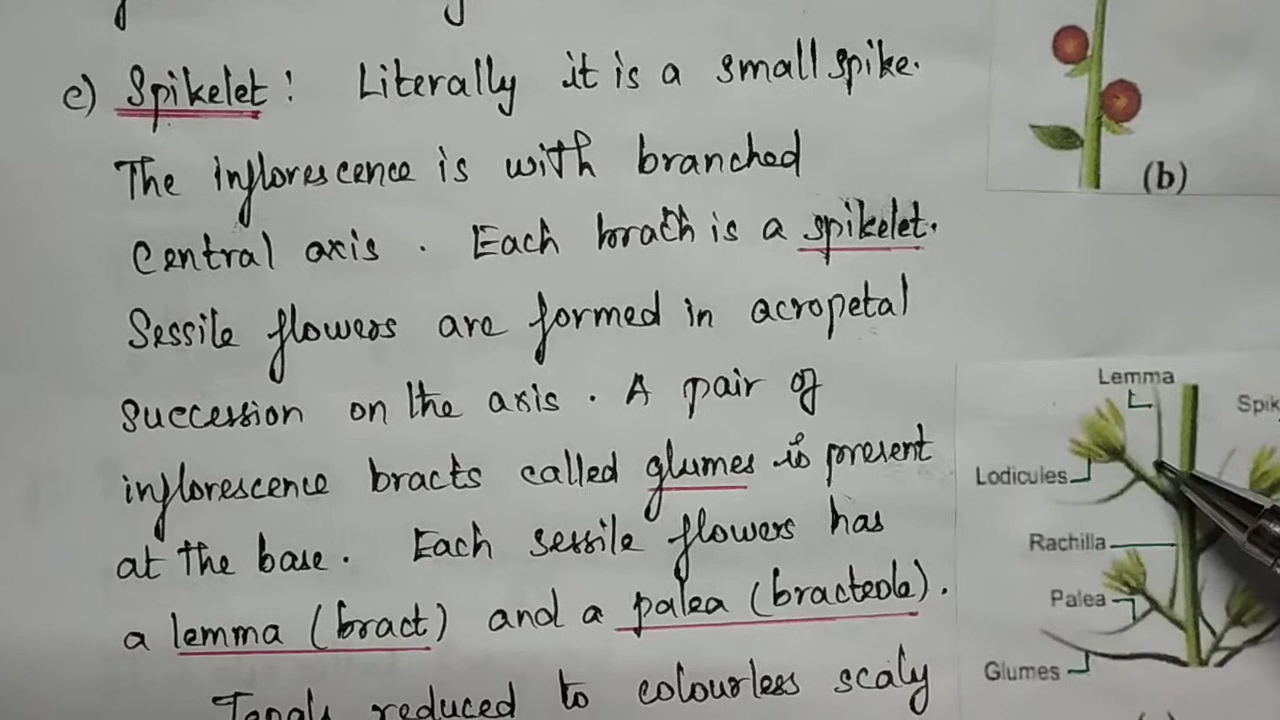 e) Spikelet : Literally it is a small spike.
The inflorescence is with branched
Central axis . Each brach is a spikelet.
Sessile flowers are formed in acropetal
Succession on the axis . A pair of
inflorescence bracts called glumes is present
at the base . Each sessile flowers has
a lemma (bract) and a palea (bracteole) .
Tepals reduced to colourless scaly
(b)
Lemma
Spik
Lodicules
Rachilla
Palea
Glumes